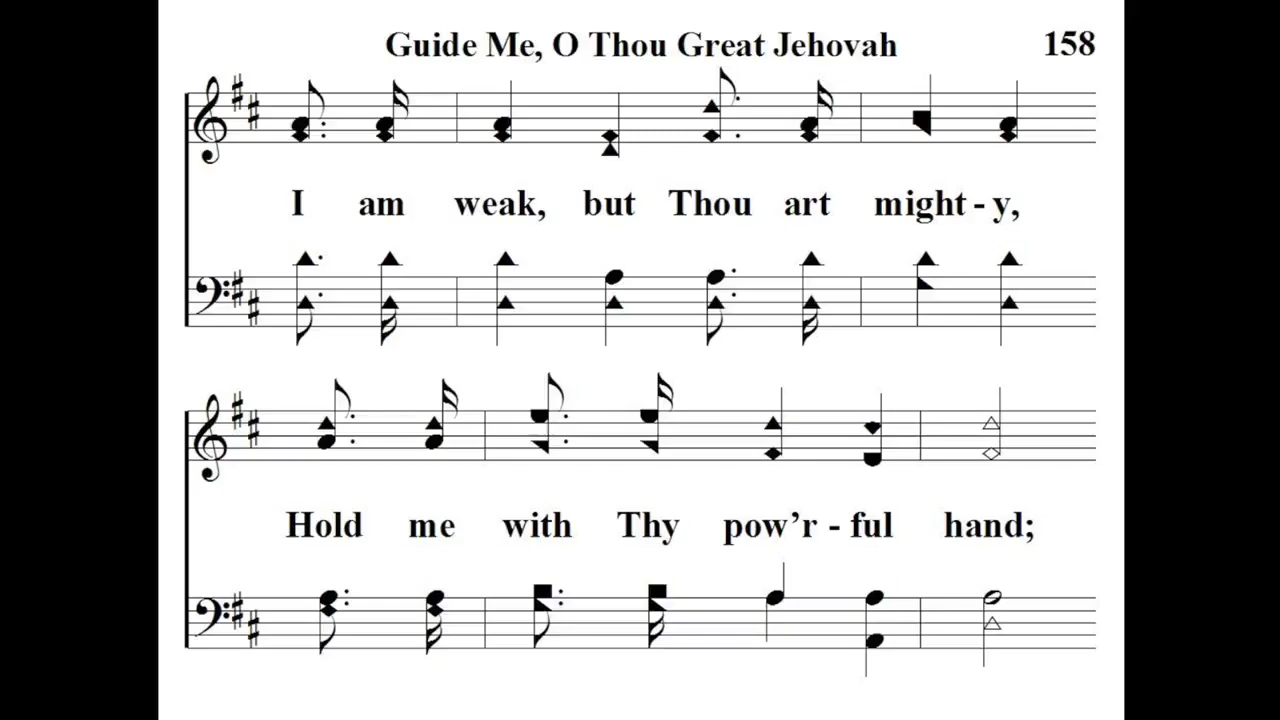 Guide Me, O Thou Great Jehovah 158
I am weak, but Thou art might - y,
Hold me with Thy pow’r - ful hand;